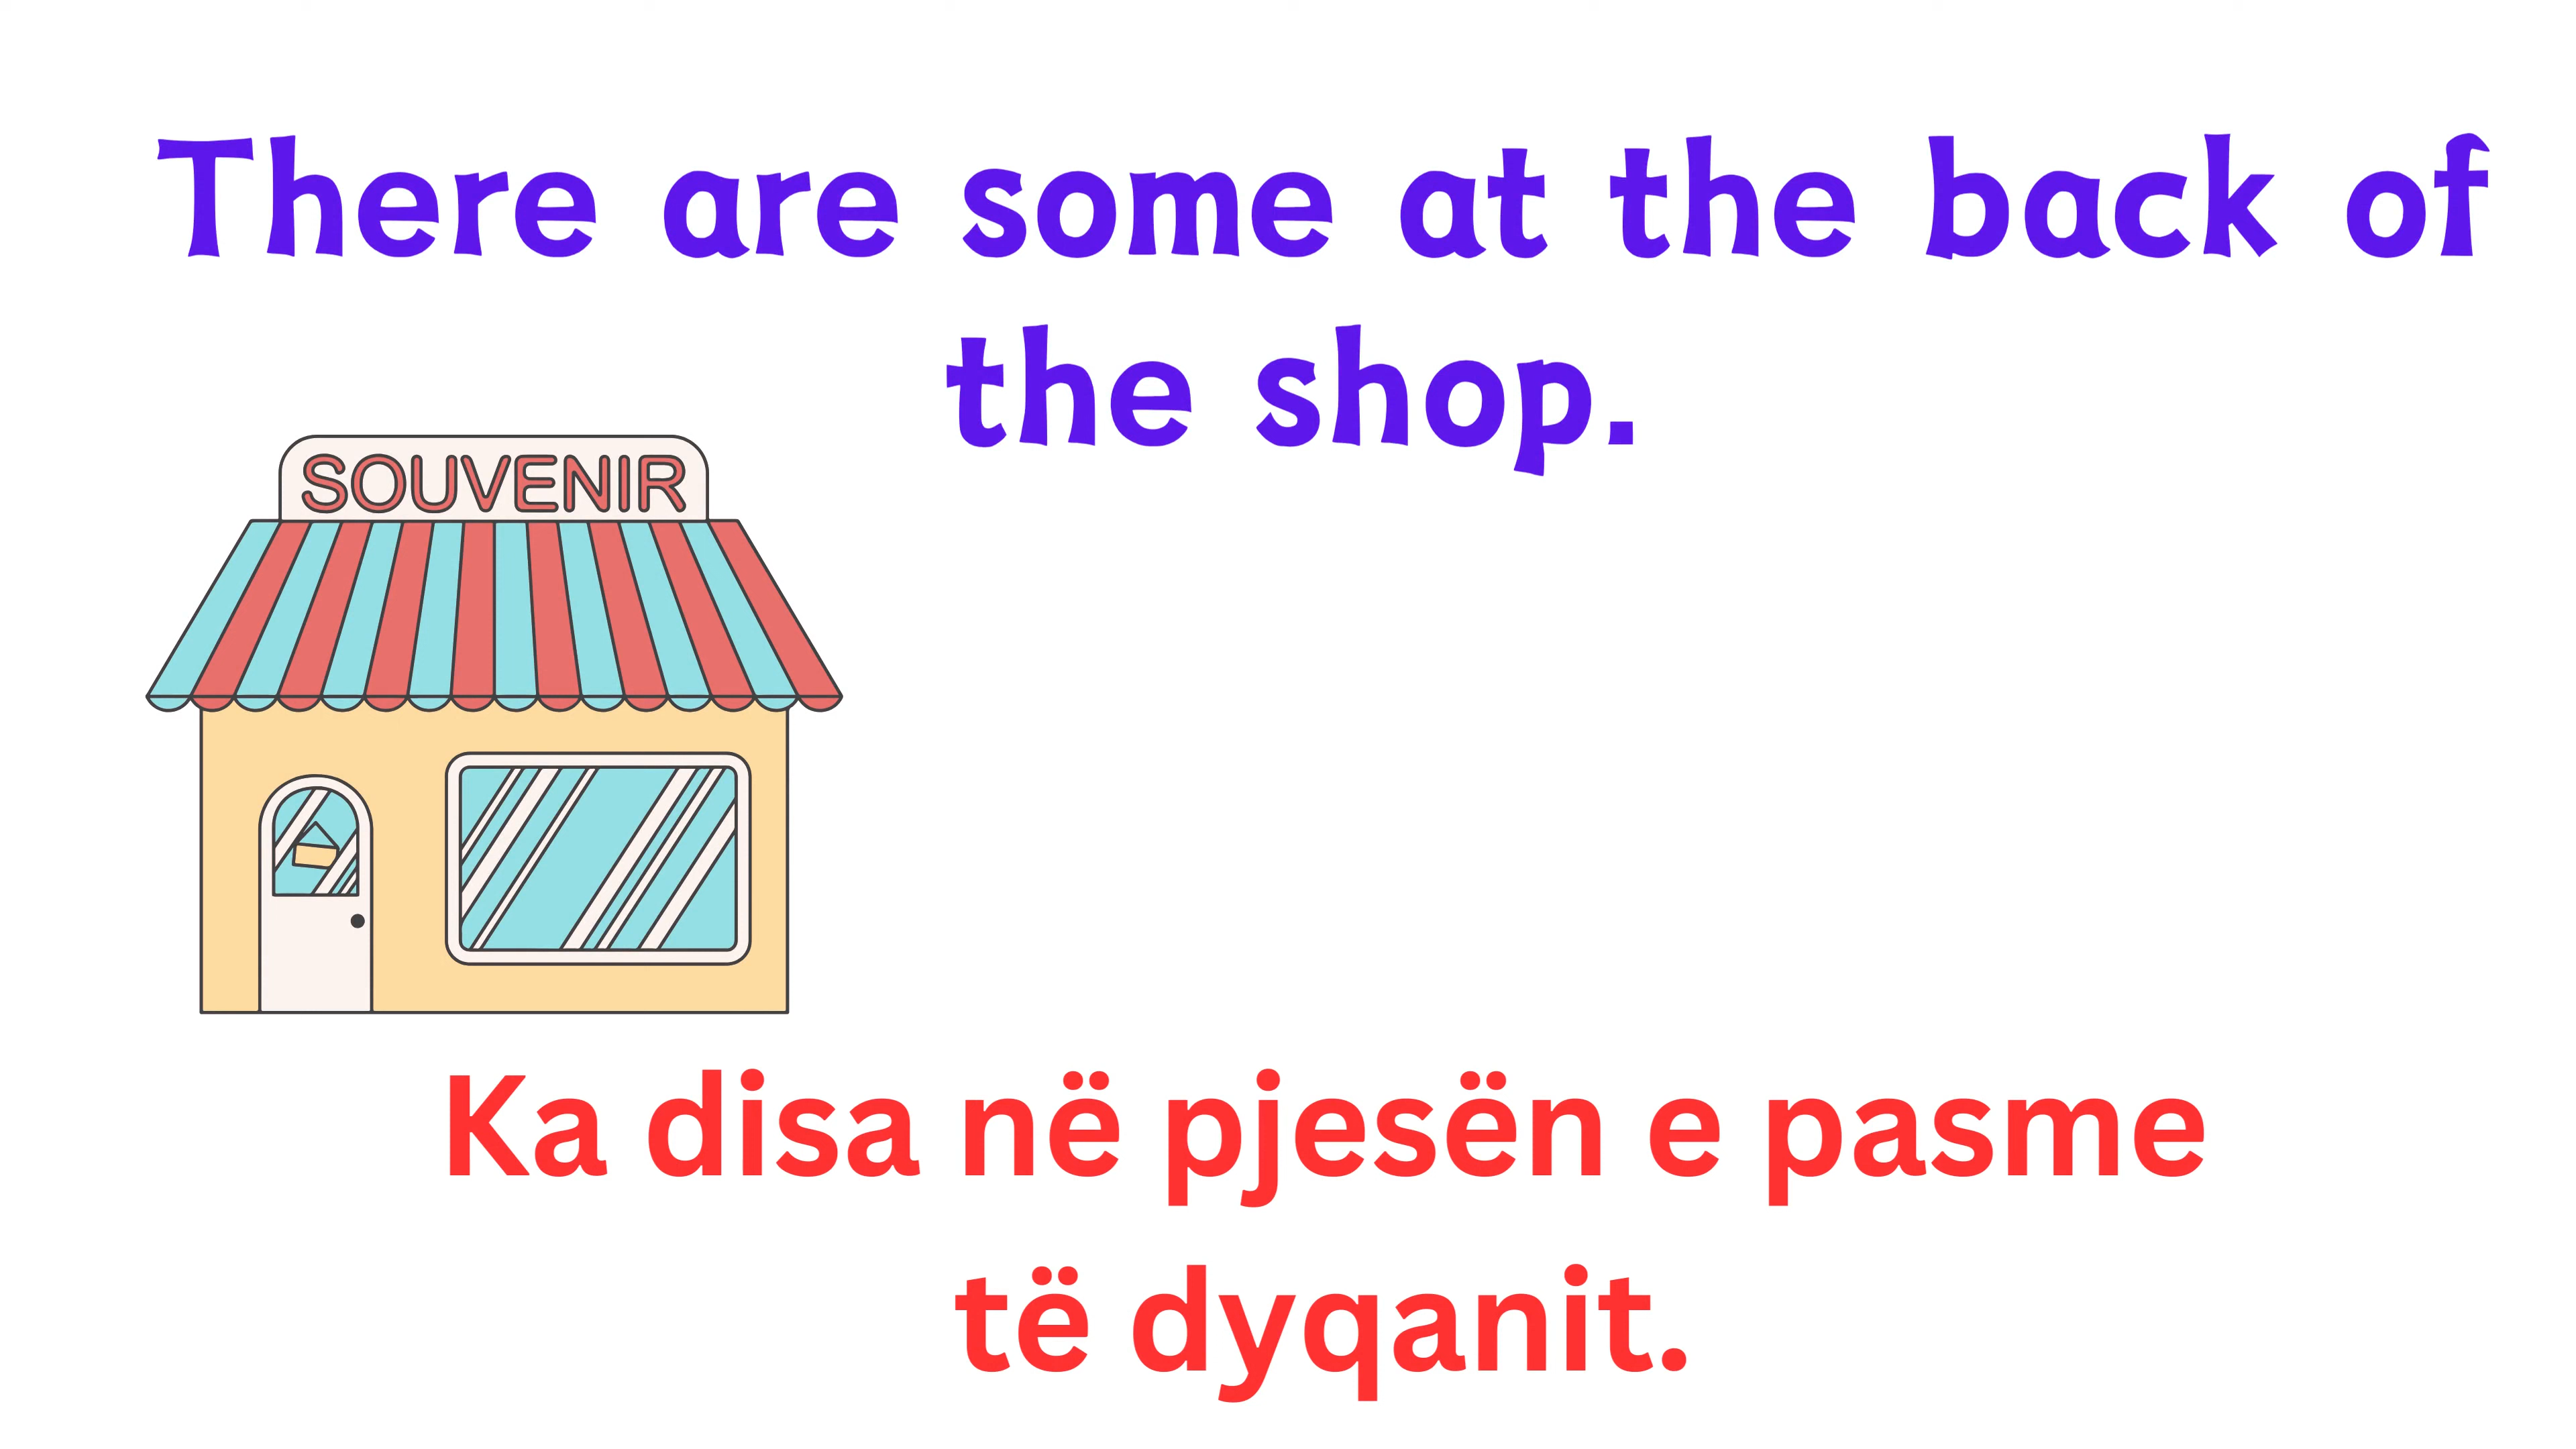 There are some at the back of
the shop.
SOUVENIR
Ka disa në pjesën e pasme
të dyqanit.